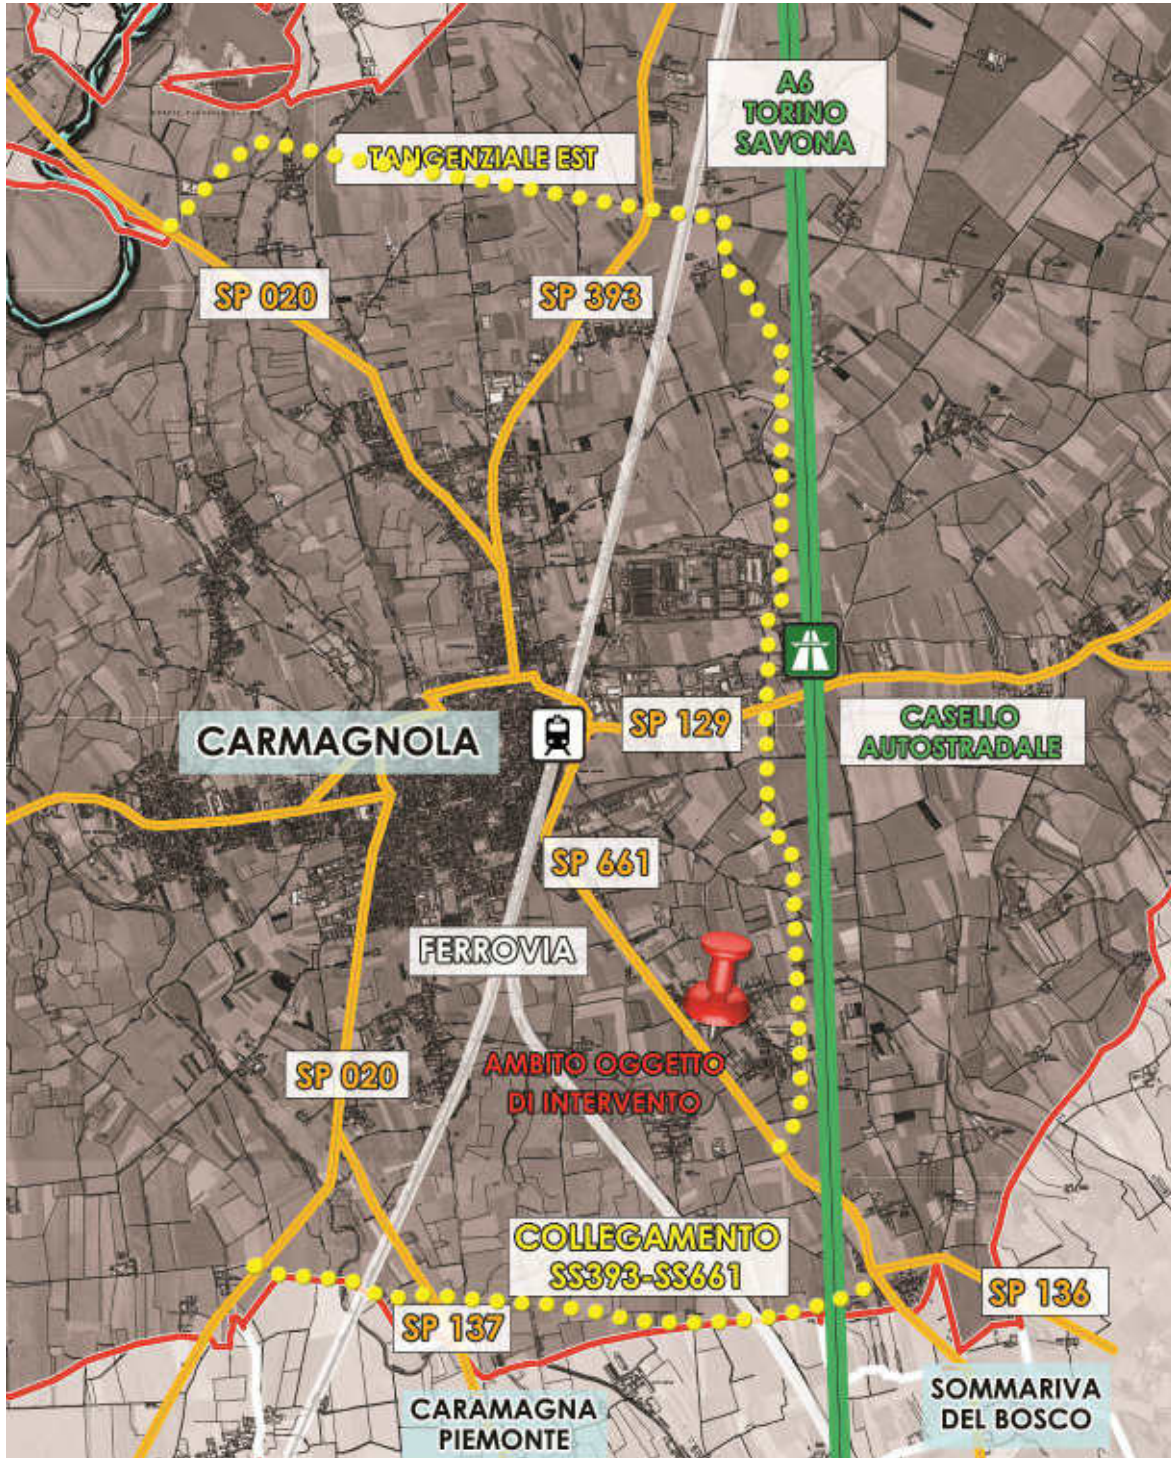 A6
TORINO
SAVONA
TANGENZIALE EST
SP 020
SP 393
CARMAGNOLA
SP 129
CASELLO
AUTOSTRADALE
SP 661
FERROVIA
SP 020
AMBITO OGGETTO
DI INTERVENTO
COLLEGAMENTO
SS393-SS661
SP 136
SP 137
CARAMAGNA
PIEMONTE
SOMMARIVA
DEL BOSCO